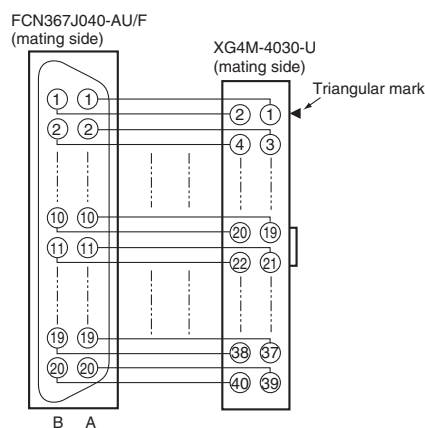 FCN367J040-AU/F
(mating side)
XG4M-4030-U
(mating side)
Triangular mark
1 1
2 1
2 2
4 3
10 10
20 19
11 11
22 21
19 19
38 37
20 20
40 39
B A